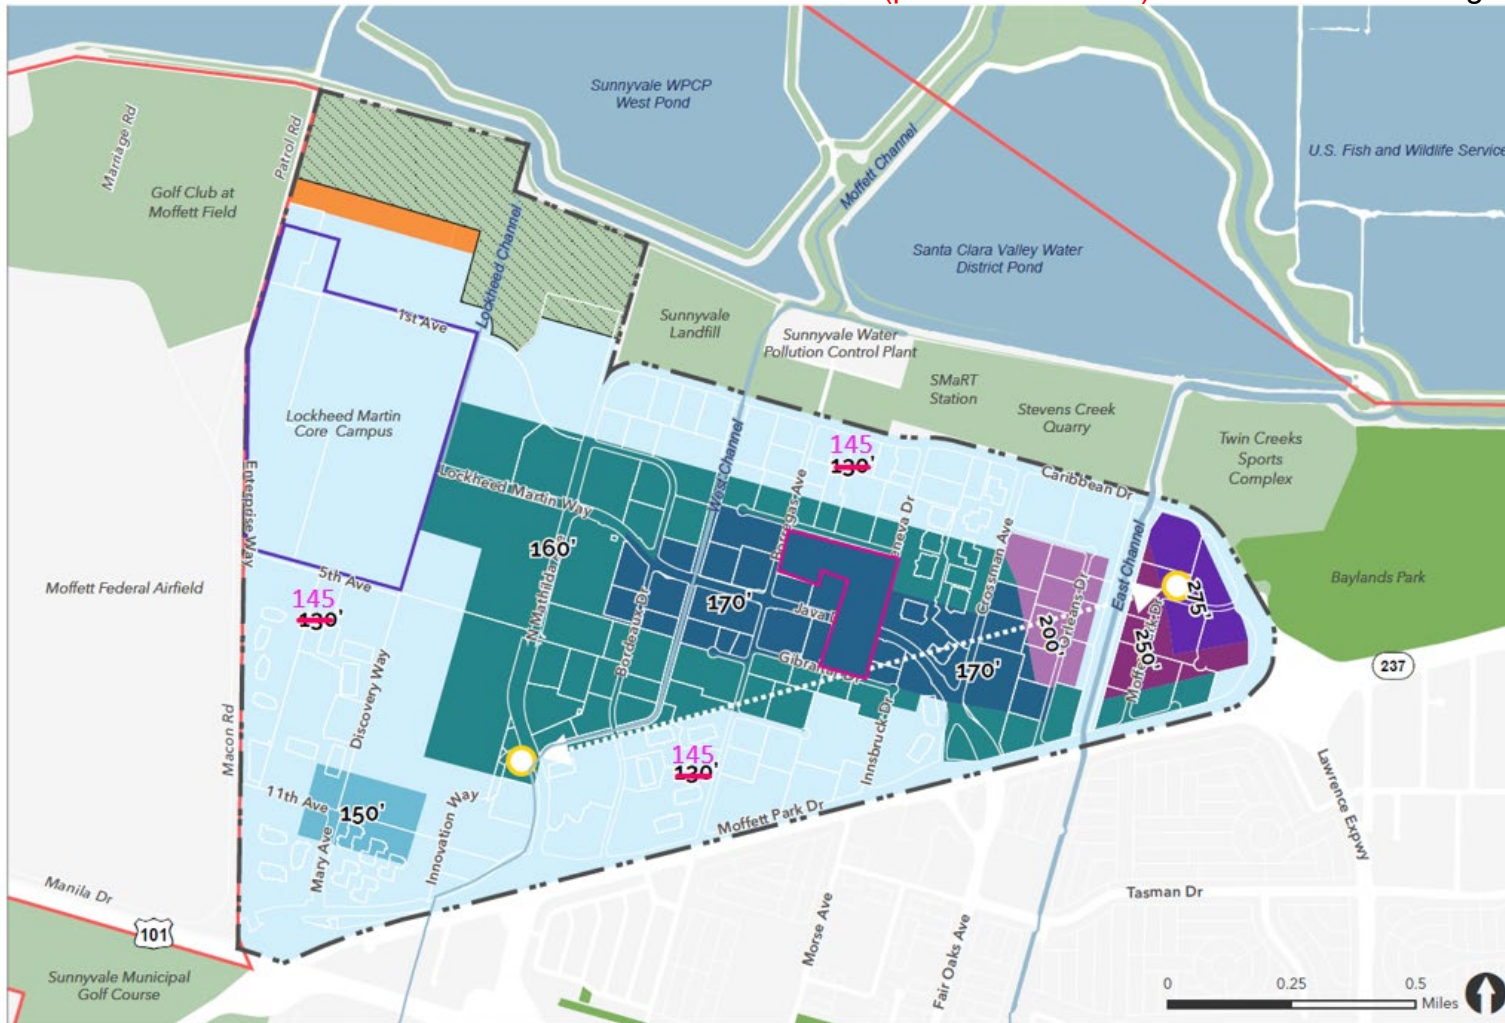 Sunnyvale WPCP
West Pond
Marriage Rd
Patrol Rd
Golf Club at
Moffett Field
Moffett Channel
U.S. Fish and Wildlife Service
Santa Clara Valley Water
District Pond
Lockheed Channel
1st Ave
Sunnyvale
Landfill
Sunnyvale Water
Pollution Control Plant
SMaRT
Station
Stevens Creek
Quarry
Twin Creeks
Sports
Complex
Lockheed Martin
Core Campus
145
130'
Caribbean Dr
Enterprise Way
Lockheed Martin Way
West Channel
Borregas Ave
Geneva Dr
Crossman Ave
East Channel
Moffett Federal Airfield
5th Ave
160'
N Mathilda
Bordeaux Dr
170'
Java
Orleans Dr
200'
275'
250'
Baylands Park
145
130'
Gibraltar Dr
170'
237
Macon Rd
Discovery Way
145
130'
Innsbruck Dr
Lawrence Expwy
11th Ave
150'
Mary Ave
Innovation Way
Moffett Park Dr
Manila Dr
101
Tasman Dr
Morse Ave
Fair Oaks Ave
Sunnyvale Municipal
Golf Course
0 0.25 0.5
Miles